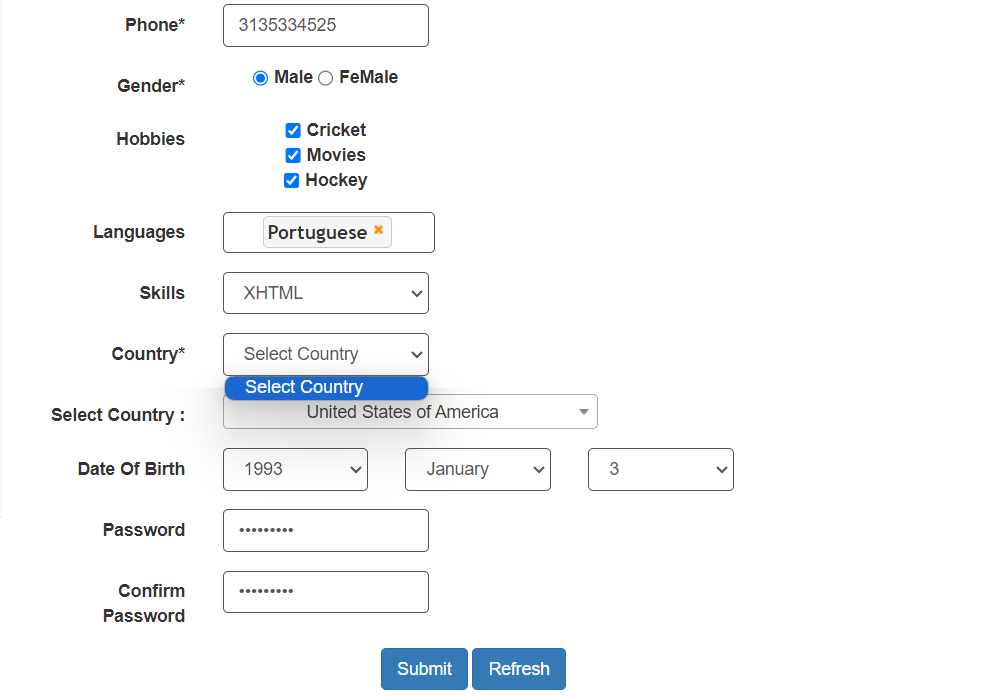 Phone* 3135334525
Gender* Male FeMale
Hobbies Cricket
Movies
Hockey
Languages Portuguese ×
Skills XHTML
Country* Select Country
Select Country
Select Country : United States of America
Date Of Birth 1993 January 3
Password •••••••••
Confirm Password •••••••••
Submit Refresh